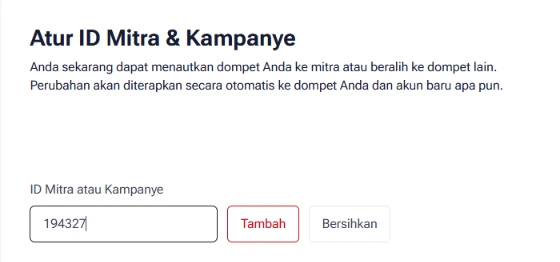 Atur ID Mitra & Kampanye
Anda sekarang dapat menautkan dompet Anda ke mitra atau beralih ke dompet lain.
Perubahan akan diterapkan secara otomatis ke dompet Anda dan akun baru apa pun.
ID Mitra atau Kampanye
194327
Tambah
Bersihkan